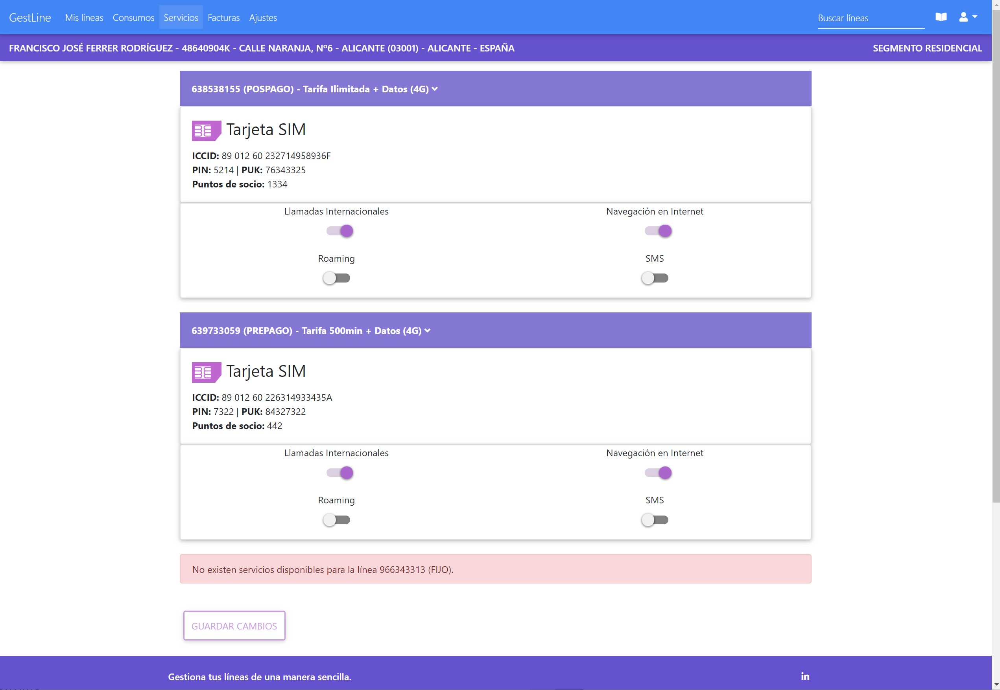 GestLine Mis líneas Consumos Servicios Facturas Ajustes Buscar líneas
FRANCISCO JOSÉ FERRER RODRÍGUEZ - 48640904K - CALLE NARANJA, Nº6 - ALICANTE (03001) - ALICANTE - ESPAÑA SEGMENTO RESIDENCIAL
638538155 (POSPAGO) - Tarifa Ilimitada + Datos (4G)
Tarjeta SIM
ICCID: 89 012 60 232714958936F
PIN: 5214 | PUK: 76343325
Puntos de socio: 1334
Llamadas Internacionales Navegación en Internet
Roaming SMS
639733059 (PREPAGO) - Tarifa 500min + Datos (4G)
Tarjeta SIM
ICCID: 89 012 60 226314933435A
PIN: 7322 | PUK: 84327322
Puntos de socio: 442
Llamadas Internacionales Navegación en Internet
Roaming SMS
No existen servicios disponibles para la línea 966343313 (FIJO).
GUARDAR CAMBIOS
Gestiona tus líneas de una manera sencilla. in